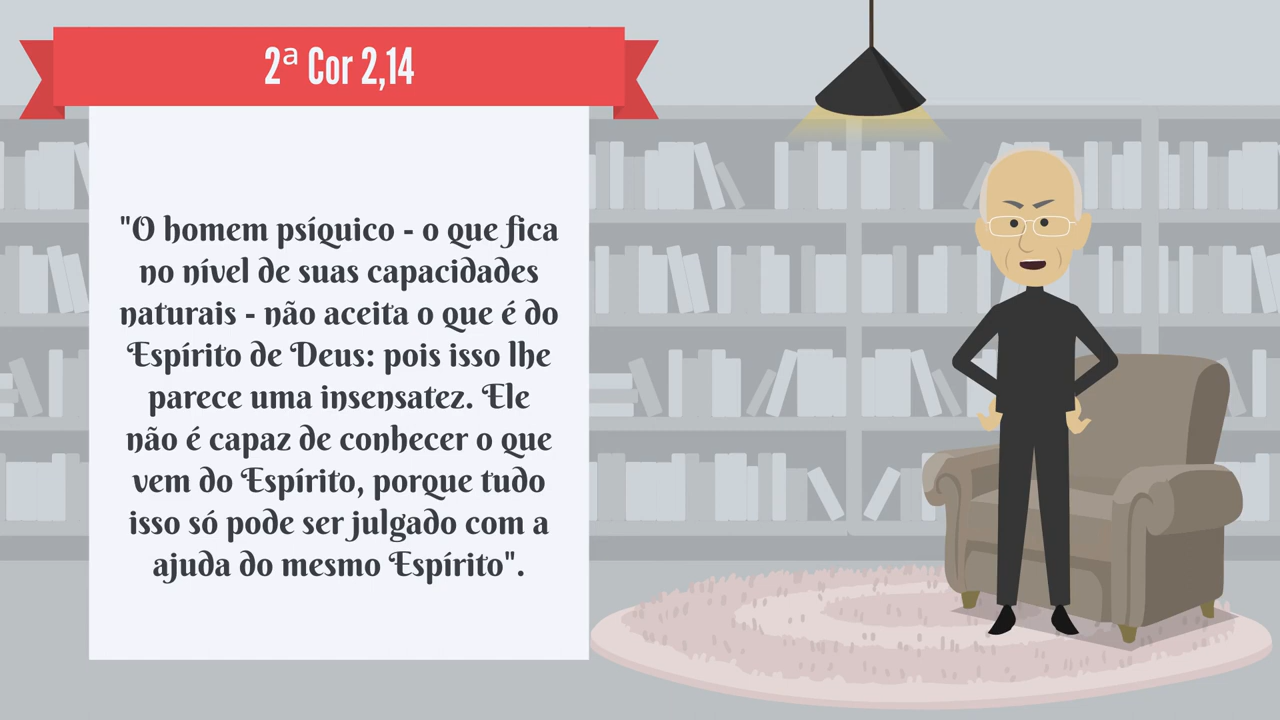 2ª Cor 2,14
"O homem psíquico - o que fica
no nível de suas capacidades
naturais - não aceita o que é do
Espírito de Deus: pois isso lhe
parece uma insensatez. Ele
não é capaz de conhecer o que
vem do Espírito, porque tudo
isso só pode ser julgado com a
ajuda do mesmo Espírito".